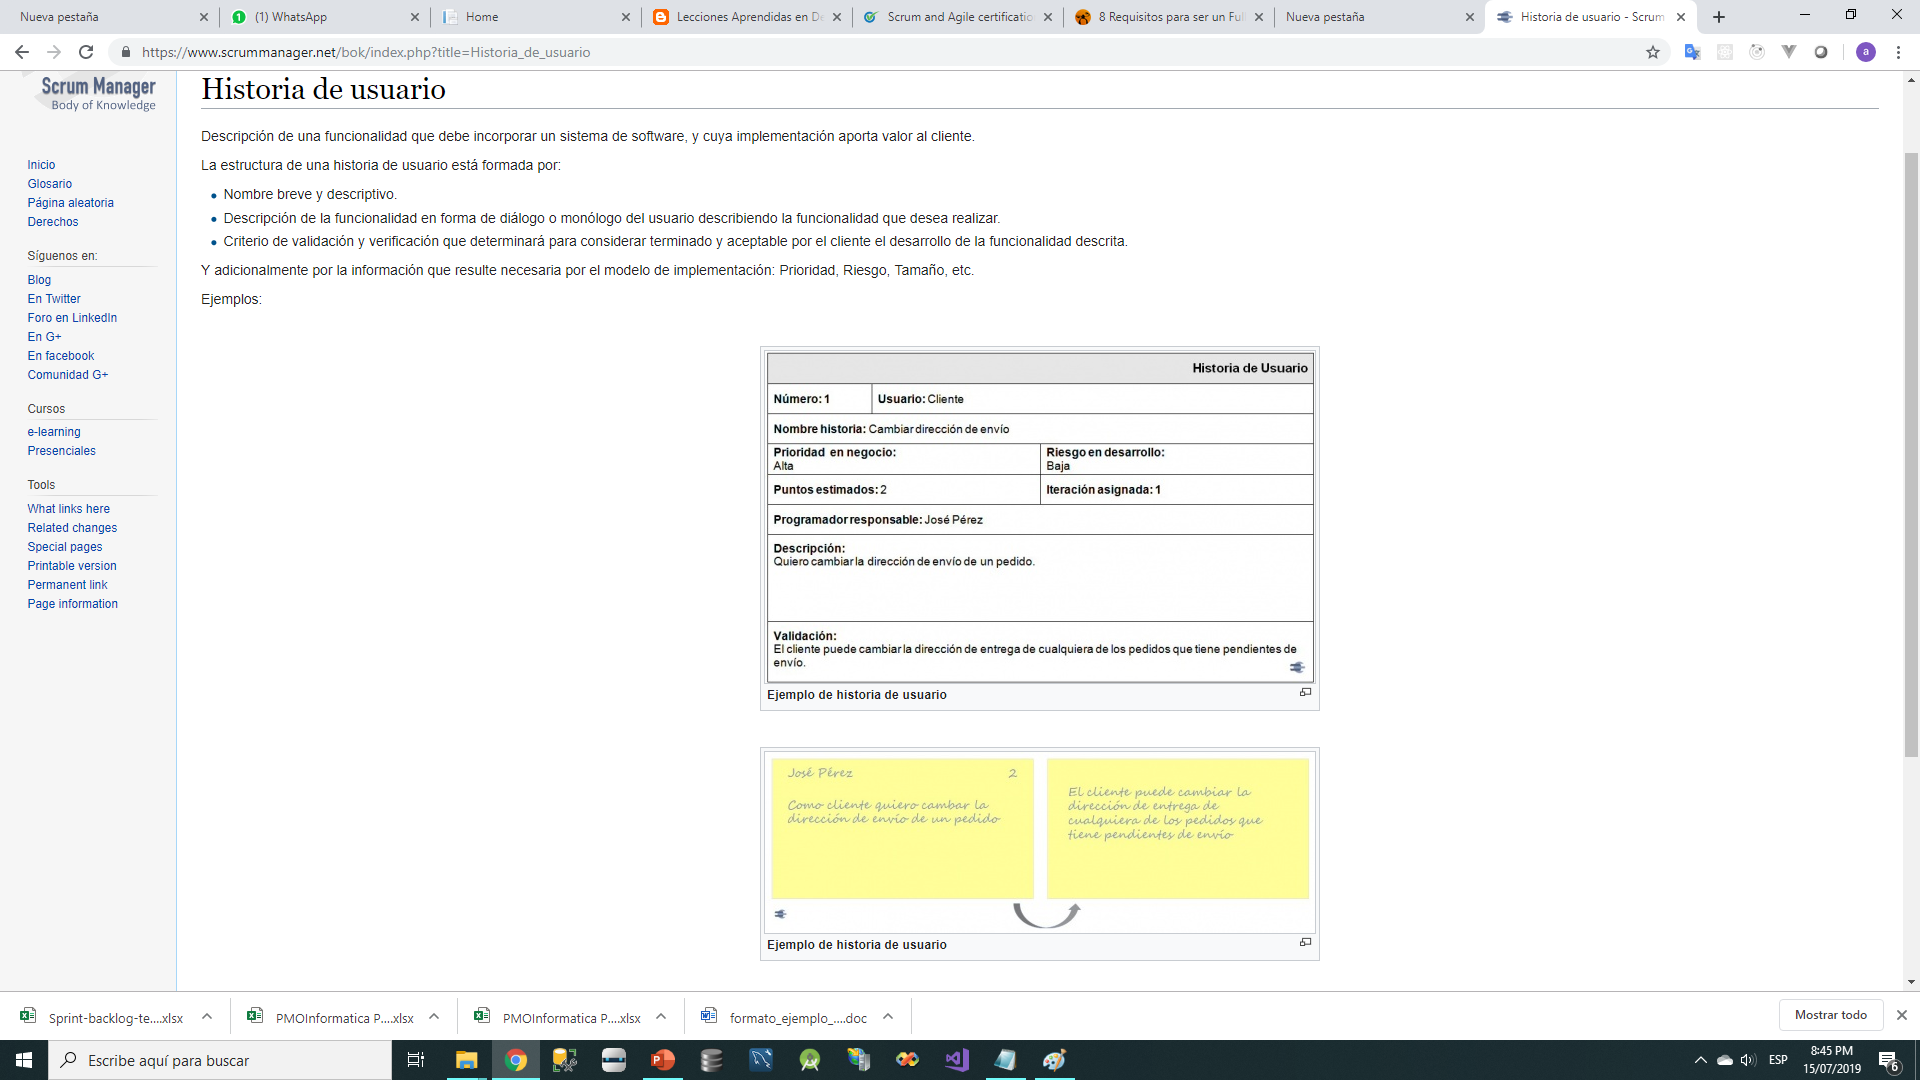 Nueva pestaña
(1) WhatsApp
Home
Lecciones Aprendidas en De
Scrum and Agile certificatio
8 Requisitos para ser un Ful
Nueva pestaña
Historia de usuario - Scrum
https://www.scrummanager.net/bok/index.php?title=Historia_de_usuario
a
Scrum Manager
Body of Knowledge
Inicio
Glosario
Página aleatoria
Derechos
Síguenos en:
Blog
En Twitter
Foro en LinkedIn
En G+
En facebook
Comunidad G+
Cursos
e-learning
Presenciales
Tools
What links here
Related changes
Special pages
Printable version
Permanent link
Page information
Historia de usuario
Descripción de una funcionalidad que debe incorporar un sistema de software, y cuya implementación aporta valor al cliente.
La estructura de una historia de usuario está formada por:
Nombre breve y descriptivo.
Descripción de la funcionalidad en forma de diálogo o monólogo del usuario describiendo la funcionalidad que desea realizar.
Criterio de validación y verificación que determinará para considerar terminado y aceptable por el cliente el desarrollo de la funcionalidad descrita.
Y adicionalmente por la información que resulte necesaria por el modelo de implementación: Prioridad, Riesgo, Tamaño, etc.
Ejemplos:
Historia de Usuario
Número: 1
Usuario: Cliente
Nombre historia: Cambiar dirección de envío
Prioridad en negocio:
Alta
Riesgo en desarrollo:
Baja
Puntos estimados: 2
Iteración asignada: 1
Programador responsable: José Pérez
Descripción:
Quiero cambiar la dirección de envío de un pedido.
Validación:
El cliente puede cambiar la dirección de entrega de cualquiera de los pedidos que tiene pendientes de
envío.
Ejemplo de historia de usuario
José Pérez 2
Como cliente quiero cambar la
dirección de envío de un pedido
El cliente puede cambiar la
dirección de entrega de
cualquiera de los pedidos que
tiene pendientes de envío
Ejemplo de historia de usuario
Sprint-backlog-te....xlsx
PMOInformatica P....xlsx
PMOInformatica P....xlsx
formato_ejemplo_....doc
Mostrar todo
Escribe aquí para buscar
ESP
8:45 PM
15/07/2019
6